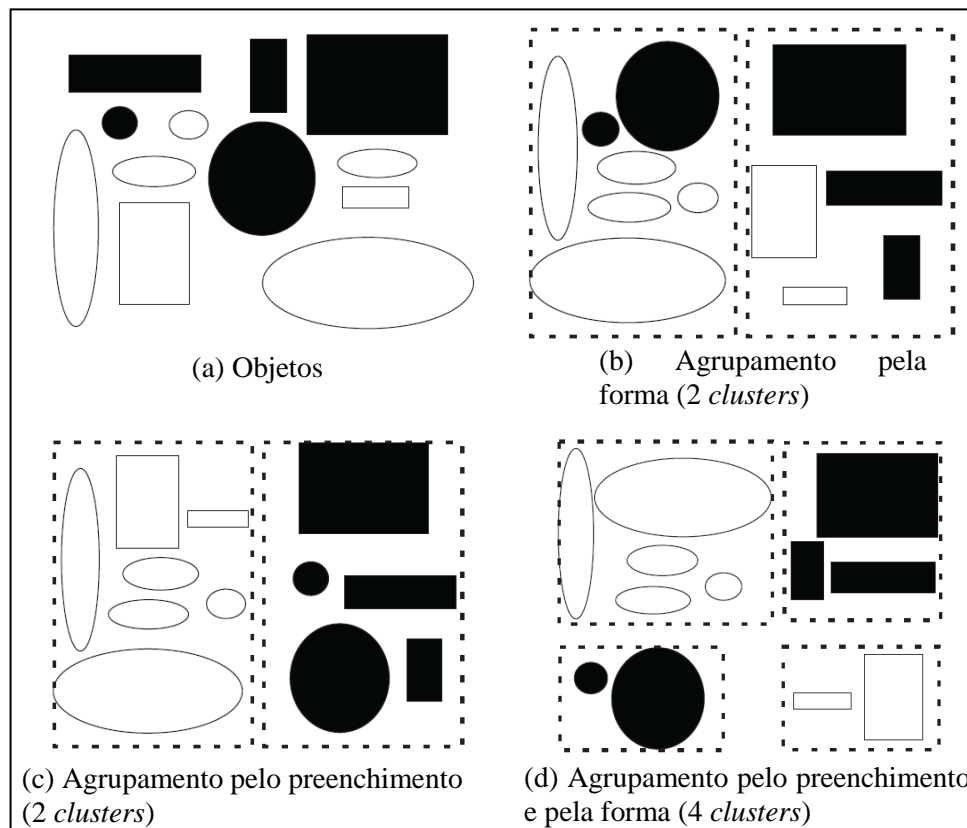 (a) Objetos
(b) Agrupamento pela
forma (2 clusters)
(c) Agrupamento pelo preenchimento
(2 clusters)
(d) Agrupamento pelo preenchimento
e pela forma (4 clusters)